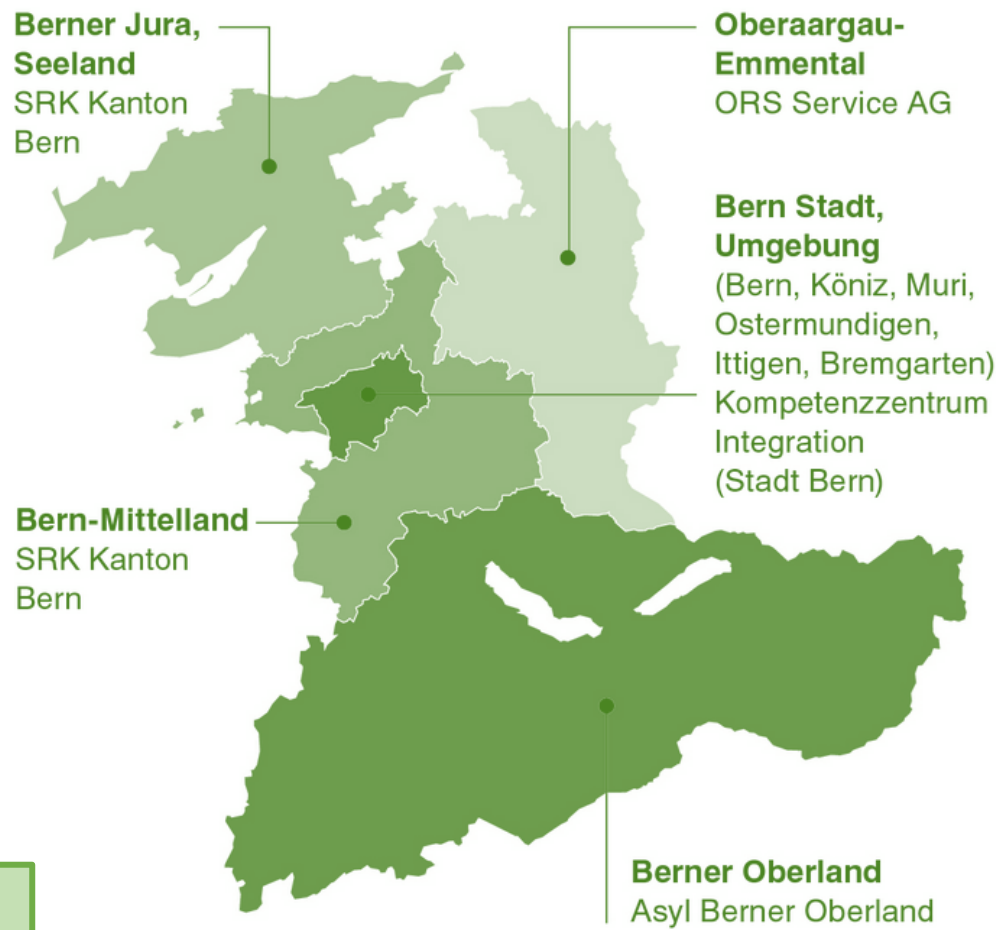 Berner Jura,
Seeland
SRK Kanton
Bern
Oberaargau-
Emmental
ORS Service AG
Bern Stadt,
Umgebung
(Bern, Köniz, Muri,
Ostermundigen,
Ittigen, Bremgarten)
Kompetenzzentrum
Integration
(Stadt Bern)
Bern-Mittelland
SRK Kanton
Bern
Berner Oberland
Asyl Berner Oberland